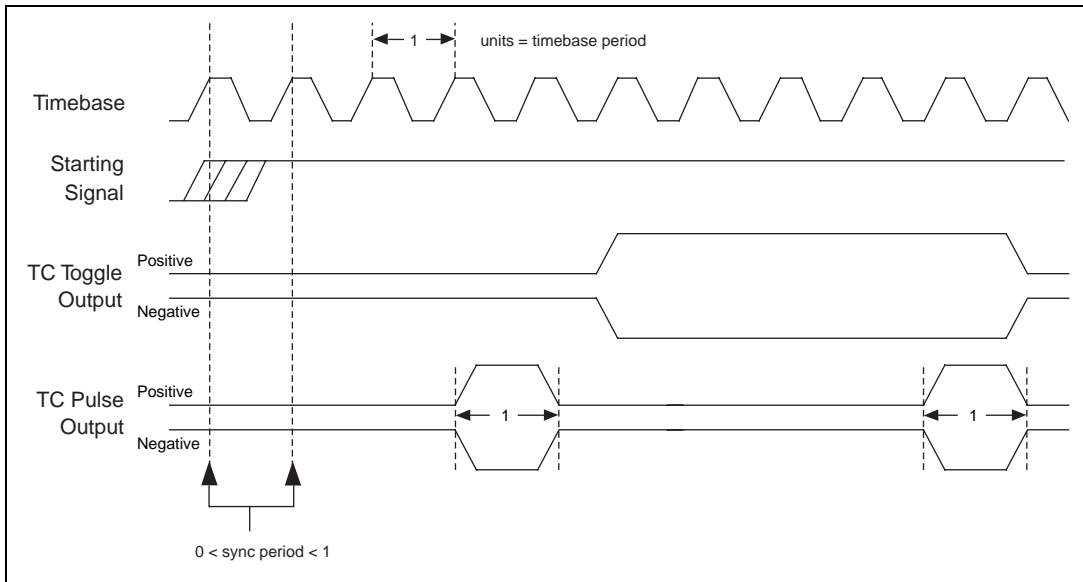 1
units = timebase period
Timebase
Starting
Signal
TC Toggle
Output
Positive
Negative
TC Pulse
Output
Positive
Negative
1
1
0 < sync period < 1